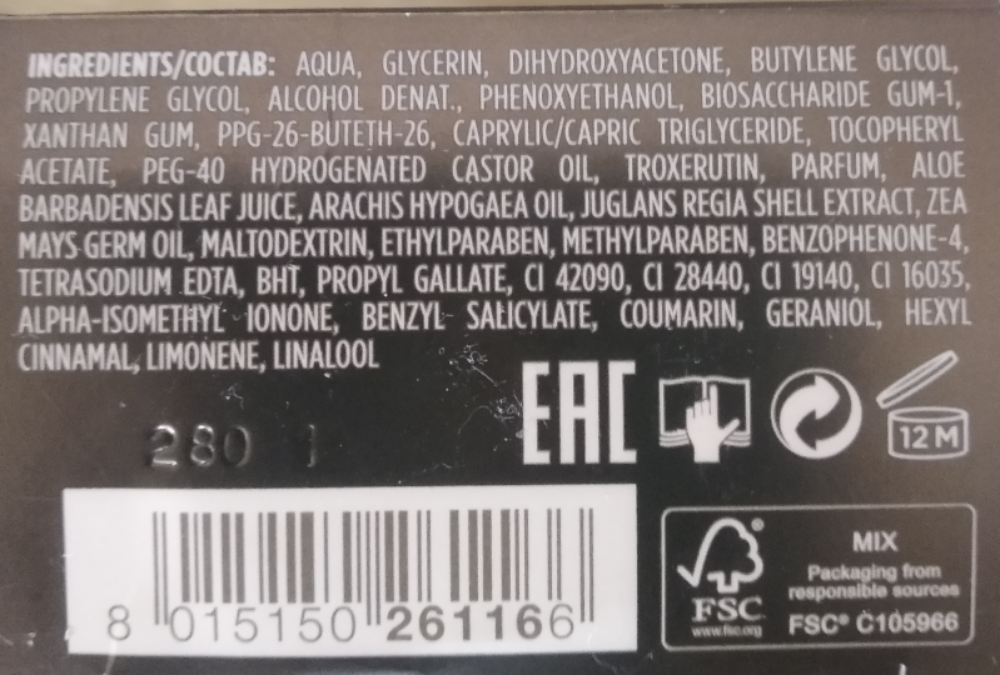 INGREDIENTS/СОСТАВ: AQUA, GLYCERIN, DIHYDROXYACETONE, BUTYLENE GLYCOL,
PROPYLENE GLYCOL, ALCOHOL DENAT., PHENOXYETHANOL, BIOSACCHARIDE GUM-1,
XANTHAN GUM, PPG-26-BUTETH-26, CAPRYLIC/CAPRIC TRIGLYCERIDE, TOCOPHERYL
ACETATE, PEG-40 HYDROGENATED CASTOR OIL, TROXERUTIN, PARFUM, ALOE
BARBADENSIS LEAF JUICE, ARACHIS HYPOGAEA OIL, JUGLANS REGIA SHELL EXTRACT, ZEA
MAYS GERM OIL, MALTODEXTRIN, ETHYLPARABEN, METHYLPARABEN, BENZOPHENONE-4,
TETRASODIUM EDTA, BHT, PROPYL GALLATE, CI 42090, CI 28440, CI 19140, CI 16035,
ALPHA-ISOMETHYL IONONE, BENZYL SALICYLATE, COUMARIN, GERANIOL, HEXYL
CINNAMAL, LIMONENE, LINALOOL
EAC
12 M
280 1
8 015150 261166
FSC®
www.fsc.org
MIX
Packaging from
responsible sources
FSC® C105966